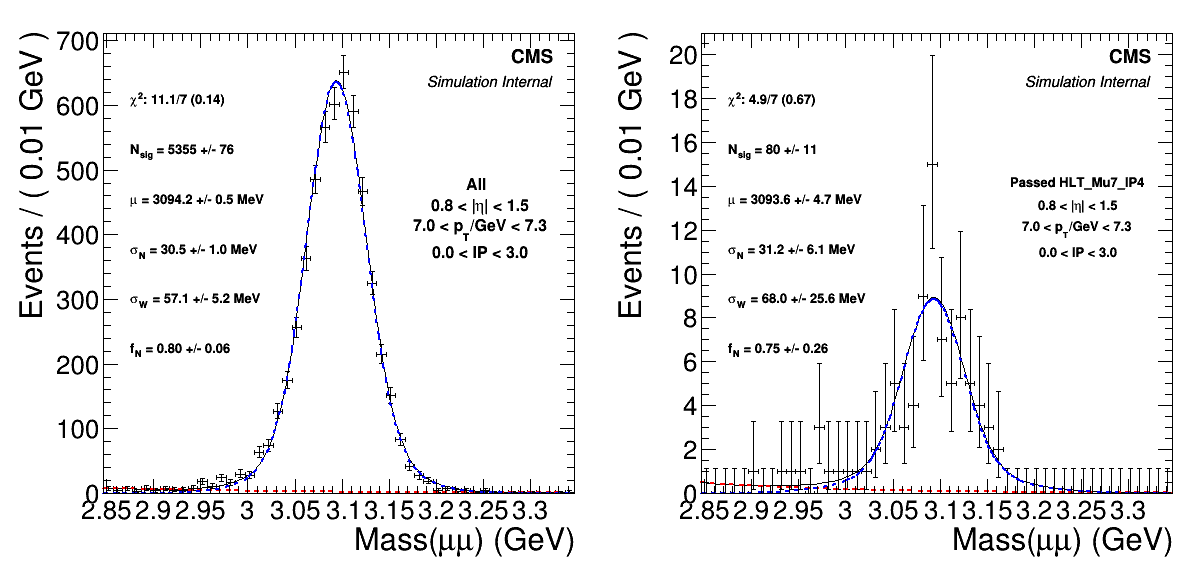 Events / ( 0.01 GeV )
700
600
500
400
300
200
100
0
CMS
Simulation Internal
χ²: 11.1/7 (0.14)
N_sig = 5355 +/- 76
μ = 3094.2 +/- 0.5 MeV
σ_N = 30.5 +/- 1.0 MeV
σ_W = 57.1 +/- 5.2 MeV
f_N = 0.80 +/- 0.06
All
0.8 < |η| < 1.5
7.0 < p_T/GeV < 7.3
0.0 < IP < 3.0
2.85 2.9 2.95 3 3.05 3.1 3.15 3.2 3.25 3.3
Mass(μμ) (GeV)
Events / ( 0.01 GeV )
20
18
16
14
12
10
8
6
4
2
0
CMS
Simulation Internal
χ²: 4.9/7 (0.67)
N_sig = 80 +/- 11
μ = 3093.6 +/- 4.7 MeV
σ_N = 31.2 +/- 6.1 MeV
σ_W = 68.0 +/- 25.6 MeV
f_N = 0.75 +/- 0.26
Passed HLT_Mu7_IP4
0.8 < |η| < 1.5
7.0 < p_T/GeV < 7.3
0.0 < IP < 3.0
2.85 2.9 2.95 3 3.05 3.1 3.15 3.2 3.25 3.3
Mass(μμ) (GeV)